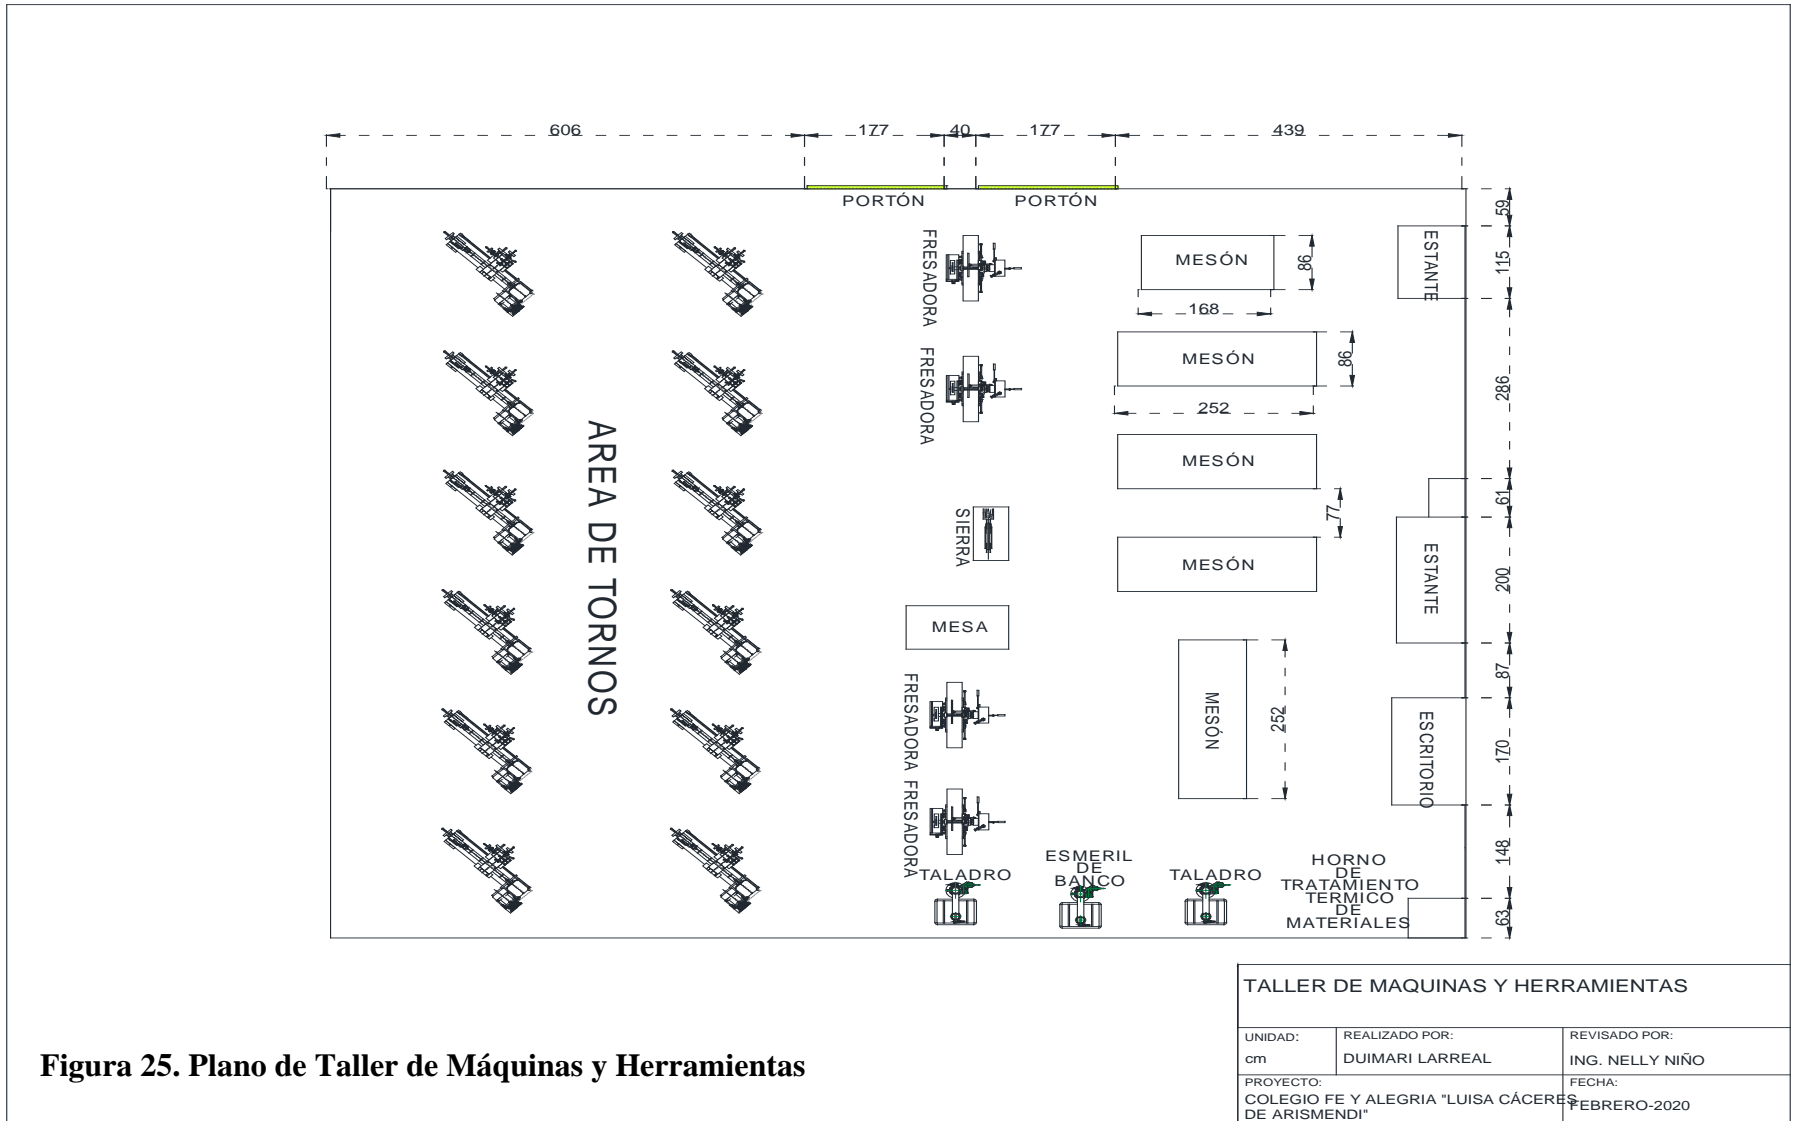 606
177
40
177
439
PORTÓN
PORTÓN
59
115
286
61
200
87
170
148
63
FRESADORA
MESÓN
86
168
ESTANTE
FRESADORA
MESÓN
86
252
AREA DE TORNOS
MESÓN
77
SIERRA
MESÓN
ESTANTE
MESA
FRESADORA
MESÓN
252
ESCRITORIO
FRESADORA
TALADRO
ESMERIL
DE
BANCO
TALADRO
HORNO
DE
TRATAMIENTO
TERMICO
DE
MATERIALES
TALLER DE MAQUINAS Y HERRAMIENTAS
UNIDAD:
cm
REALIZADO POR:
DUIMARI LARREAL
REVISADO POR:
ING. NELLY NIÑO
PROYECTO:
COLEGIO FE Y ALEGRIA "LUISA CÁCERES
DE ARISMENDI"
FECHA:
FEBRERO-2020
Figura 25. Plano de Taller de Máquinas y Herramientas